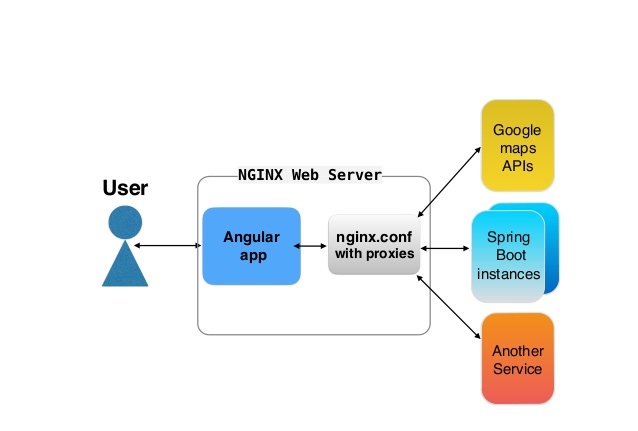 User
NGINX Web Server
Angular
app
nginx.conf
with proxies
Google
maps
APIs
Spring
Boot
instances
Another
Service